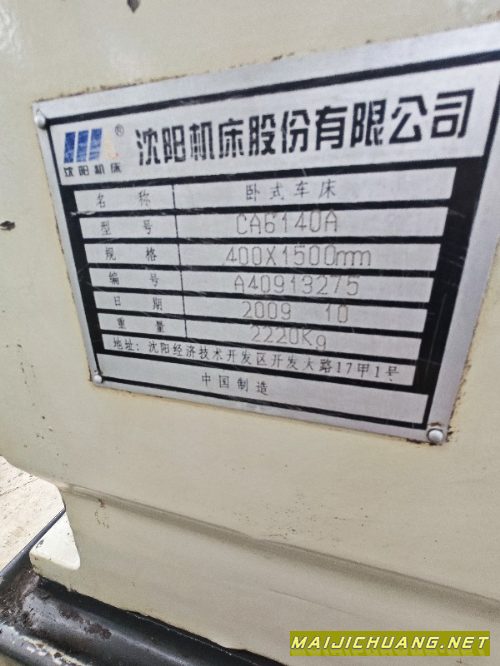 沈阳机床股份有限公司
沈阳机床 ®
名称 卧式车床
型号 CA6140A
规格 400X1500mm
编号 A40913275
日期 2009 10
重量 2220Kg
地址: 沈阳经济技术开发区开发大路17甲1号
中国制造
MAIJICHUANG.NET